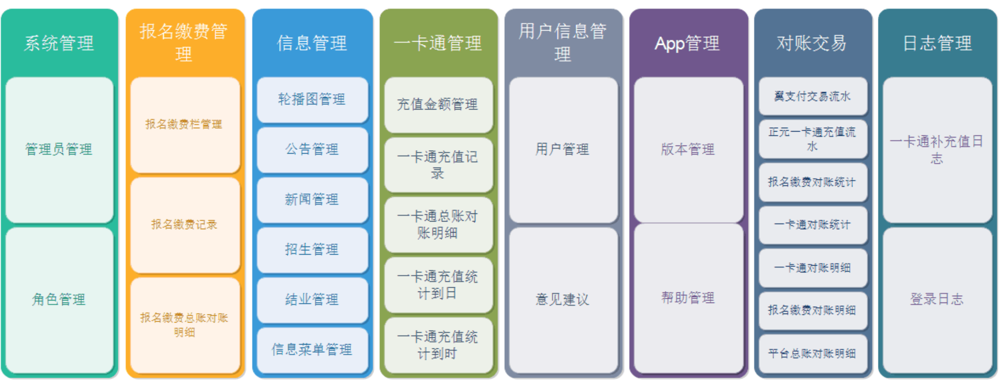 系统管理
管理员管理
角色管理
报名缴费管
理
报名缴费栏管理
报名缴费记录
报名缴费总账对账
明细
信息管理
轮播图管理
公告管理
新闻管理
招生管理
结业管理
信息菜单管理
一卡通管理
充值金额管理
一卡通充值记
录
一卡通总账对
账明细
一卡通充值统
计到日
一卡通充值统
计到时
用户信息管
理
用户管理
意见建议
App管理
版本管理
帮助管理
对账交易
翼支付交易流水
正元一卡通充值流
水
报名缴费对账统计
一卡通对账统计
一卡通对账明细
报名缴费对账明细
平台总账对账明细
日志管理
一卡通补充值日
志
登录日志